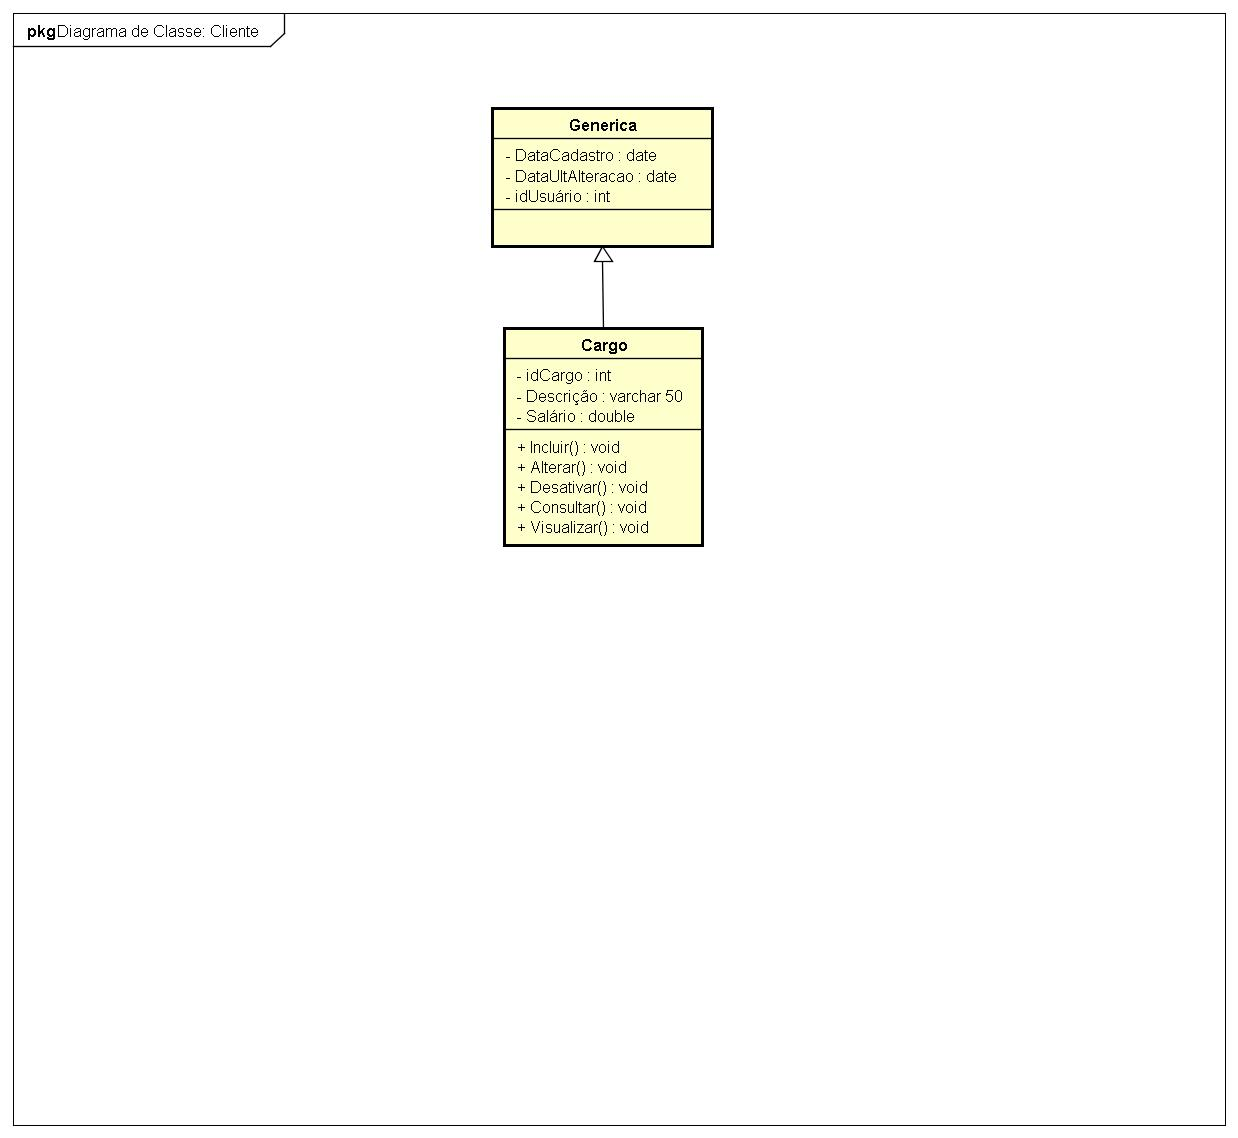 pkgDiagrama de Classe: Cliente
Generica
- DataCadastro : date
- DataUltAlteracao : date
- idUsuário : int
Cargo
- idCargo : int
- Descrição : varchar 50
- Salário : double
+ Incluir() : void
+ Alterar() : void
+ Desativar() : void
+ Consultar() : void
+ Visualizar() : void